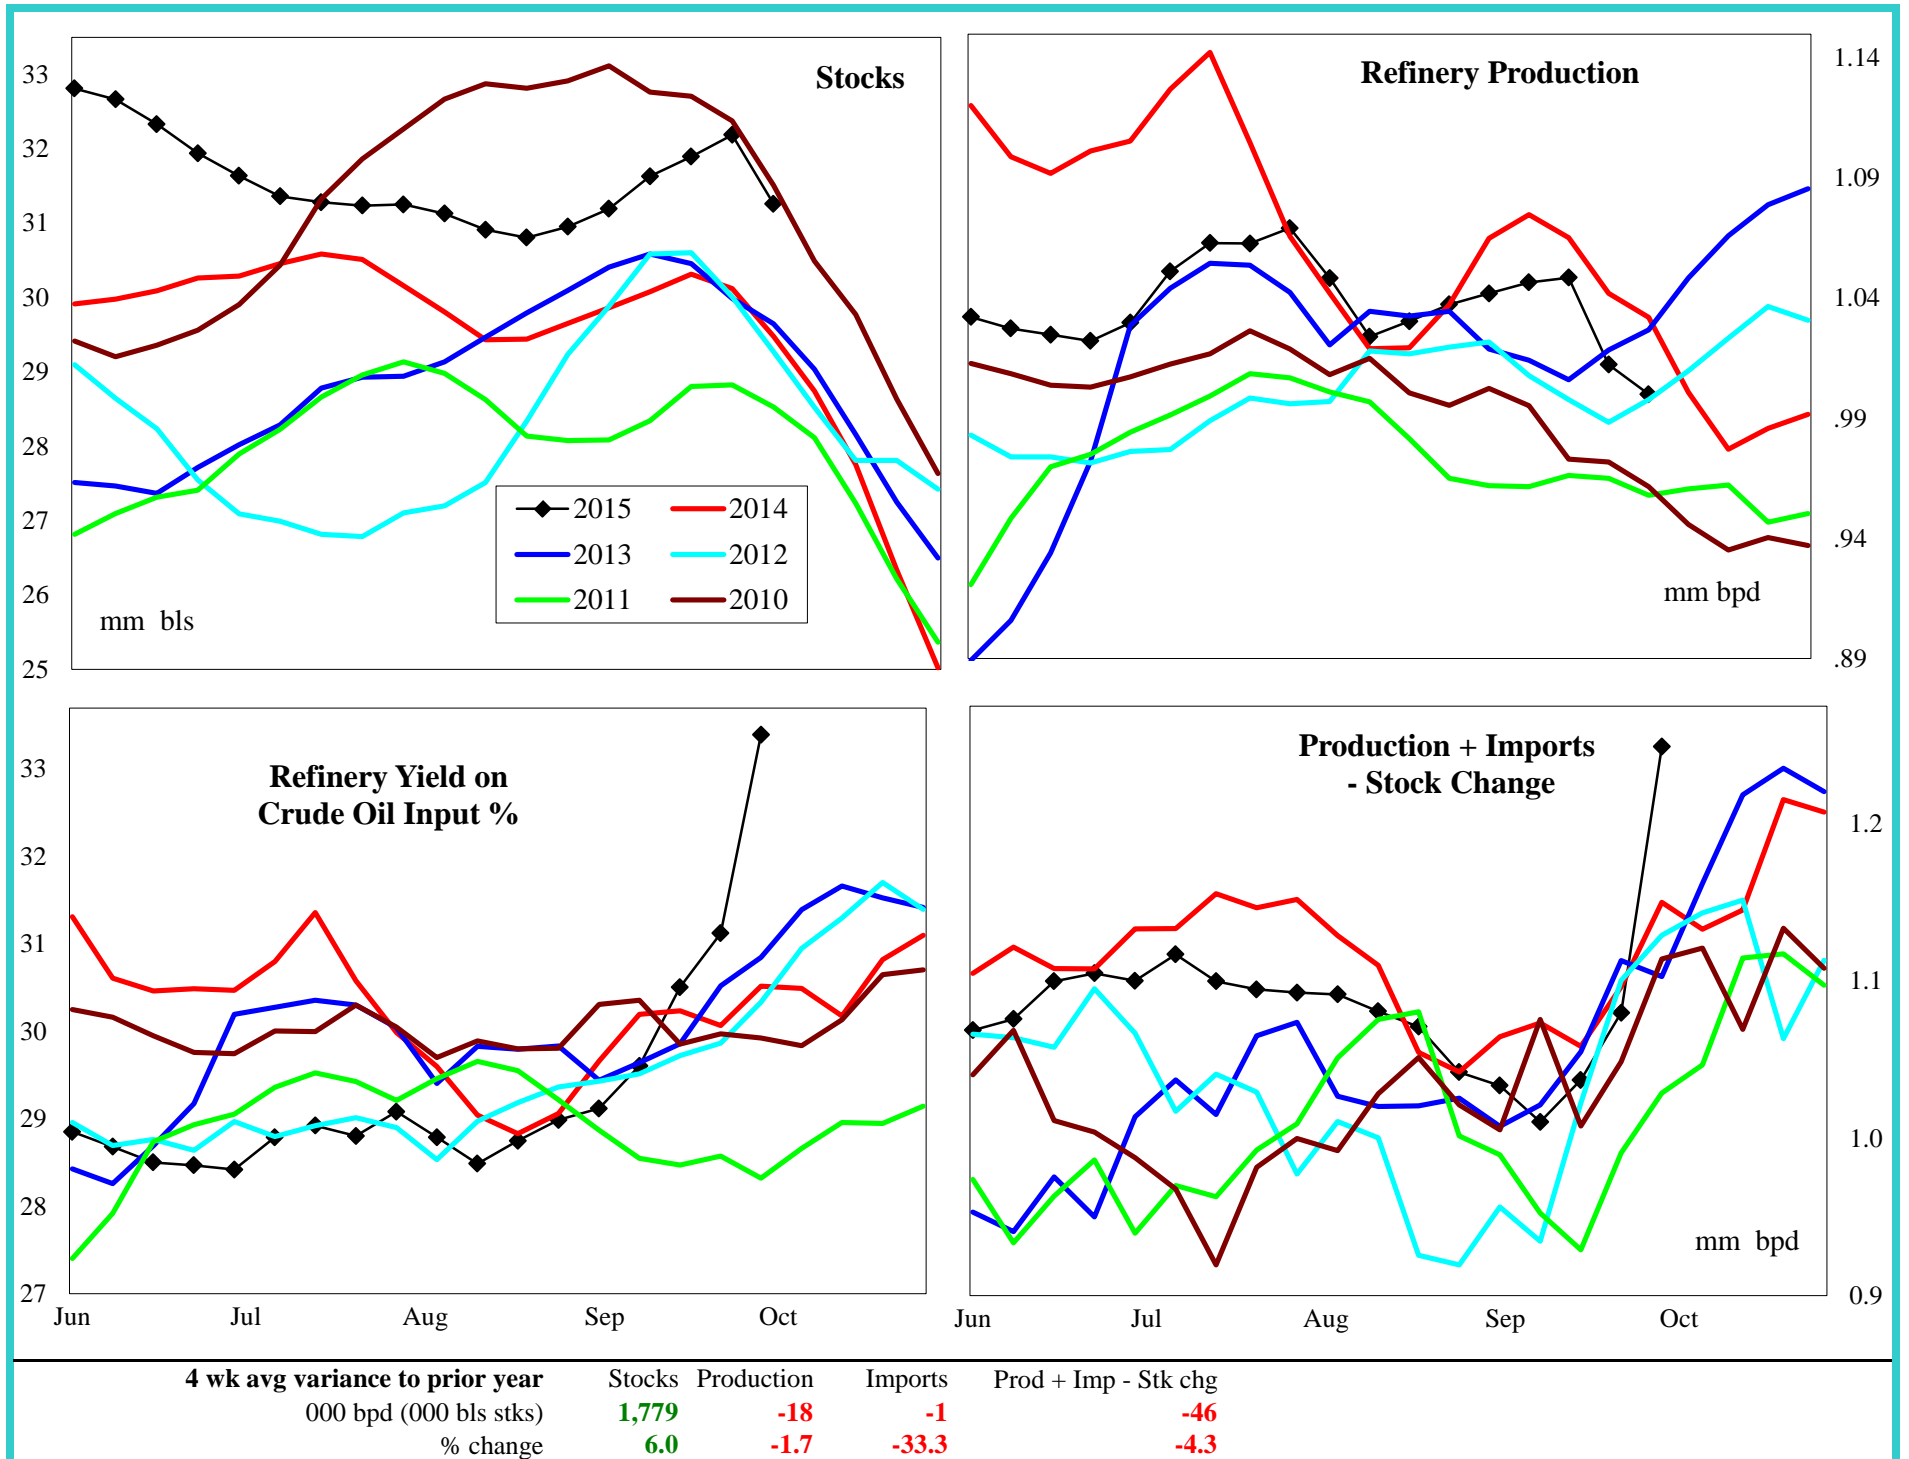 Stocks
33
32
31
30
29
28
27
26
25
mm bls
2015 2014
2013 2012
2011 2010
Refinery Production
1.14
1.09
1.04
.99
.94
.89
mm bpd
Refinery Yield on
Crude Oil Input %
33
32
31
30
29
28
27
Jun Jul Aug Sep Oct
Production + Imports
- Stock Change
1.2
1.1
1.0
0.9
mm bpd
Jun Jul Aug Sep Oct
4 wk avg variance to prior year Stocks Production Imports Prod + Imp - Stk chg
000 bpd (000 bls stks) 1,779 -18 -1 -46
% change 6.0 -1.7 -33.3 -4.3